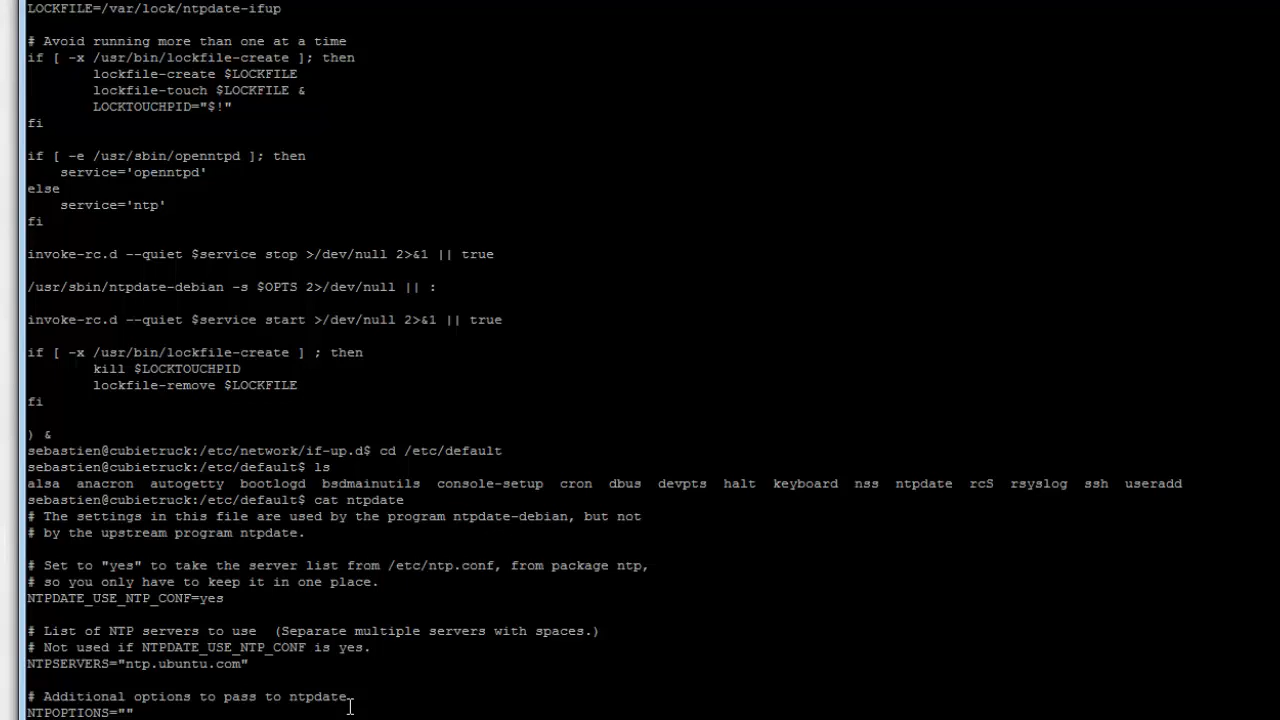 LOCKFILE=/var/lock/ntpdate-ifup
# Avoid running more than one at a time
if [ -x /usr/bin/lockfile-create ]; then
lockfile-create $LOCKFILE
lockfile-touch $LOCKFILE &
LOCKTOUCHPID="$!"
fi
if [ -e /usr/sbin/openntpd ]; then
service='openntpd'
else
service='ntp'
fi
invoke-rc.d --quiet $service stop >/dev/null 2>&1 || true
/usr/sbin/ntpdate-debian -s $OPTS 2>/dev/null || :
invoke-rc.d --quiet $service start >/dev/null 2>&1 || true
if [ -x /usr/bin/lockfile-create ] ; then
kill $LOCKTOUCHPID
lockfile-remove $LOCKFILE
fi
) &
sebastien@cubietruck:/etc/network/if-up.d$ cd /etc/default
sebastien@cubietruck:/etc/default$ ls
alsa anacron autogetty bootlogd bsdmainutils console-setup cron dbus devpts halt keyboard nss ntpdate rcS rsyslog ssh useradd
sebastien@cubietruck:/etc/default$ cat ntpdate
# The settings in this file are used by the program ntpdate-debian, but not
# by the upstream program ntpdate.
# Set to "yes" to take the server list from /etc/ntp.conf, from package ntp,
# so you only have to keep it in one place.
NTPDATE_USE_NTP_CONF=yes
# List of NTP servers to use (Separate multiple servers with spaces.)
# Not used if NTPDATE_USE_NTP_CONF is yes.
NTPSERVERS="ntp.ubuntu.com"
# Additional options to pass to ntpdate
NTPOPTIONS=""